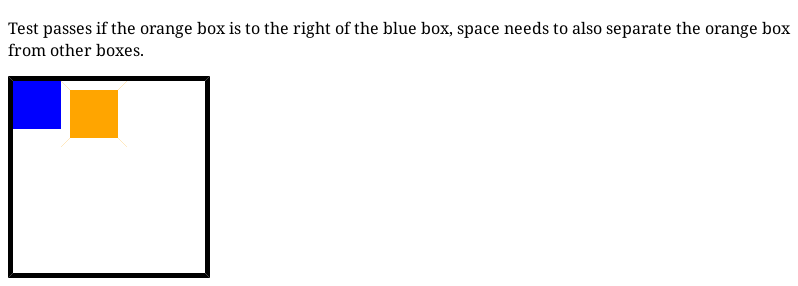 Test passes if the orange box is to the right of the blue box, space needs to also separate the orange box
from other boxes.